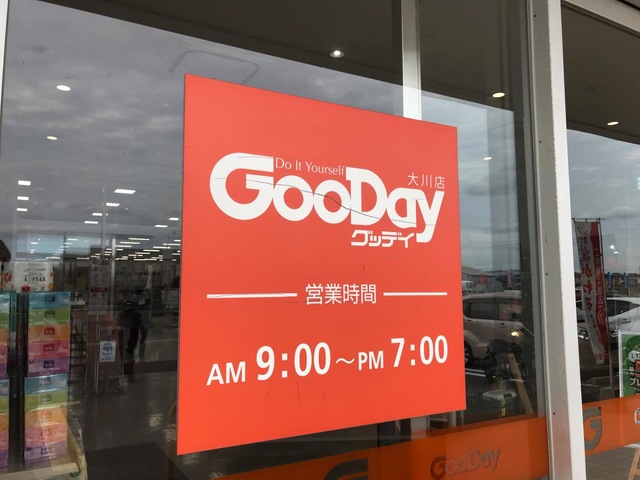 Do It Yourself
大川店
GooDay
グッデイ
営業時間
AM 9:00～PM 7:00
GooDay